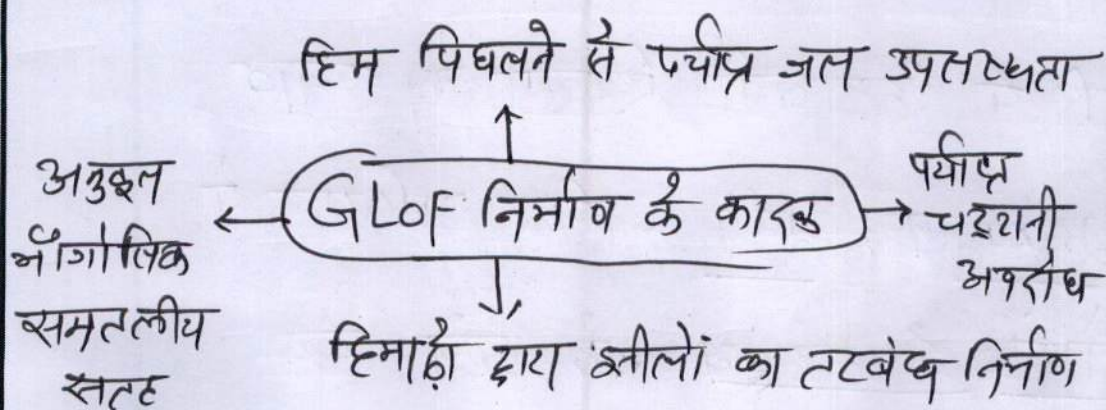 हिम पिघलने से पर्याप्त जल उपलब्धता
अनुकूल
भौगोलिक
समतलीय
सतह
GLOF निर्माण के कारक
पर्याप्त
चट्टानी
अवरोध
हिमोढ़ों द्वारा झीलों का तटबंध निर्माण